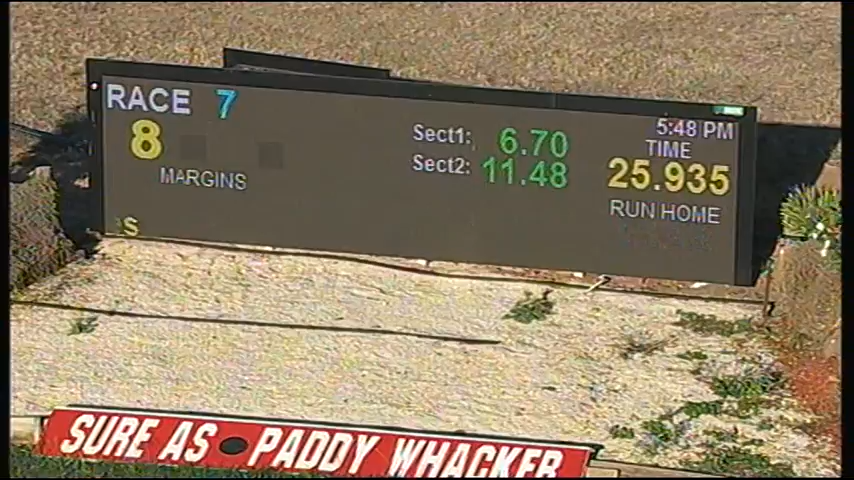 RACE 7
8
MARGINS
S
Sect1: 6.70
Sect2: 11.48
5:48 PM
TIME
25.935
RUN HOME
SURE AS PADDY WHACKER